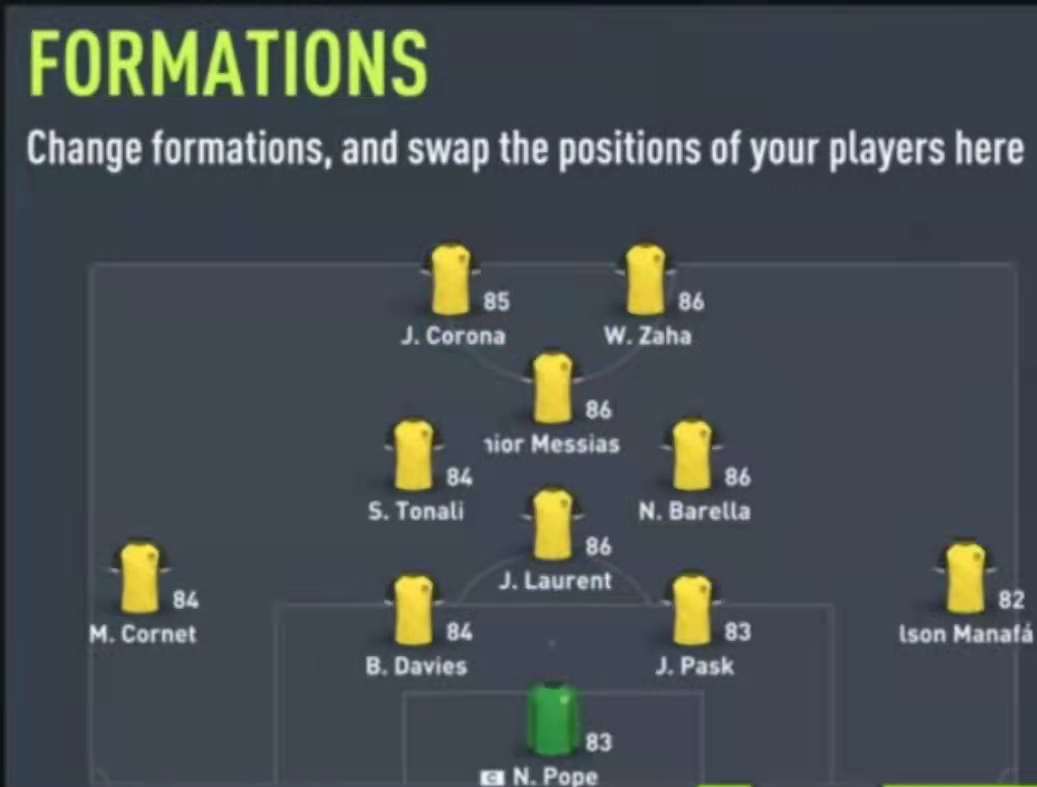 FORMATIONS
Change formations, and swap the positions of your players here
85
86
J. Corona
W. Zaha
86
nior Messias
84
86
S. Tonali
N. Barella
86
J. Laurent
84
82
M. Cornet
lson Manafá
84
83
B. Davies
J. Pask
83
C N. Pope